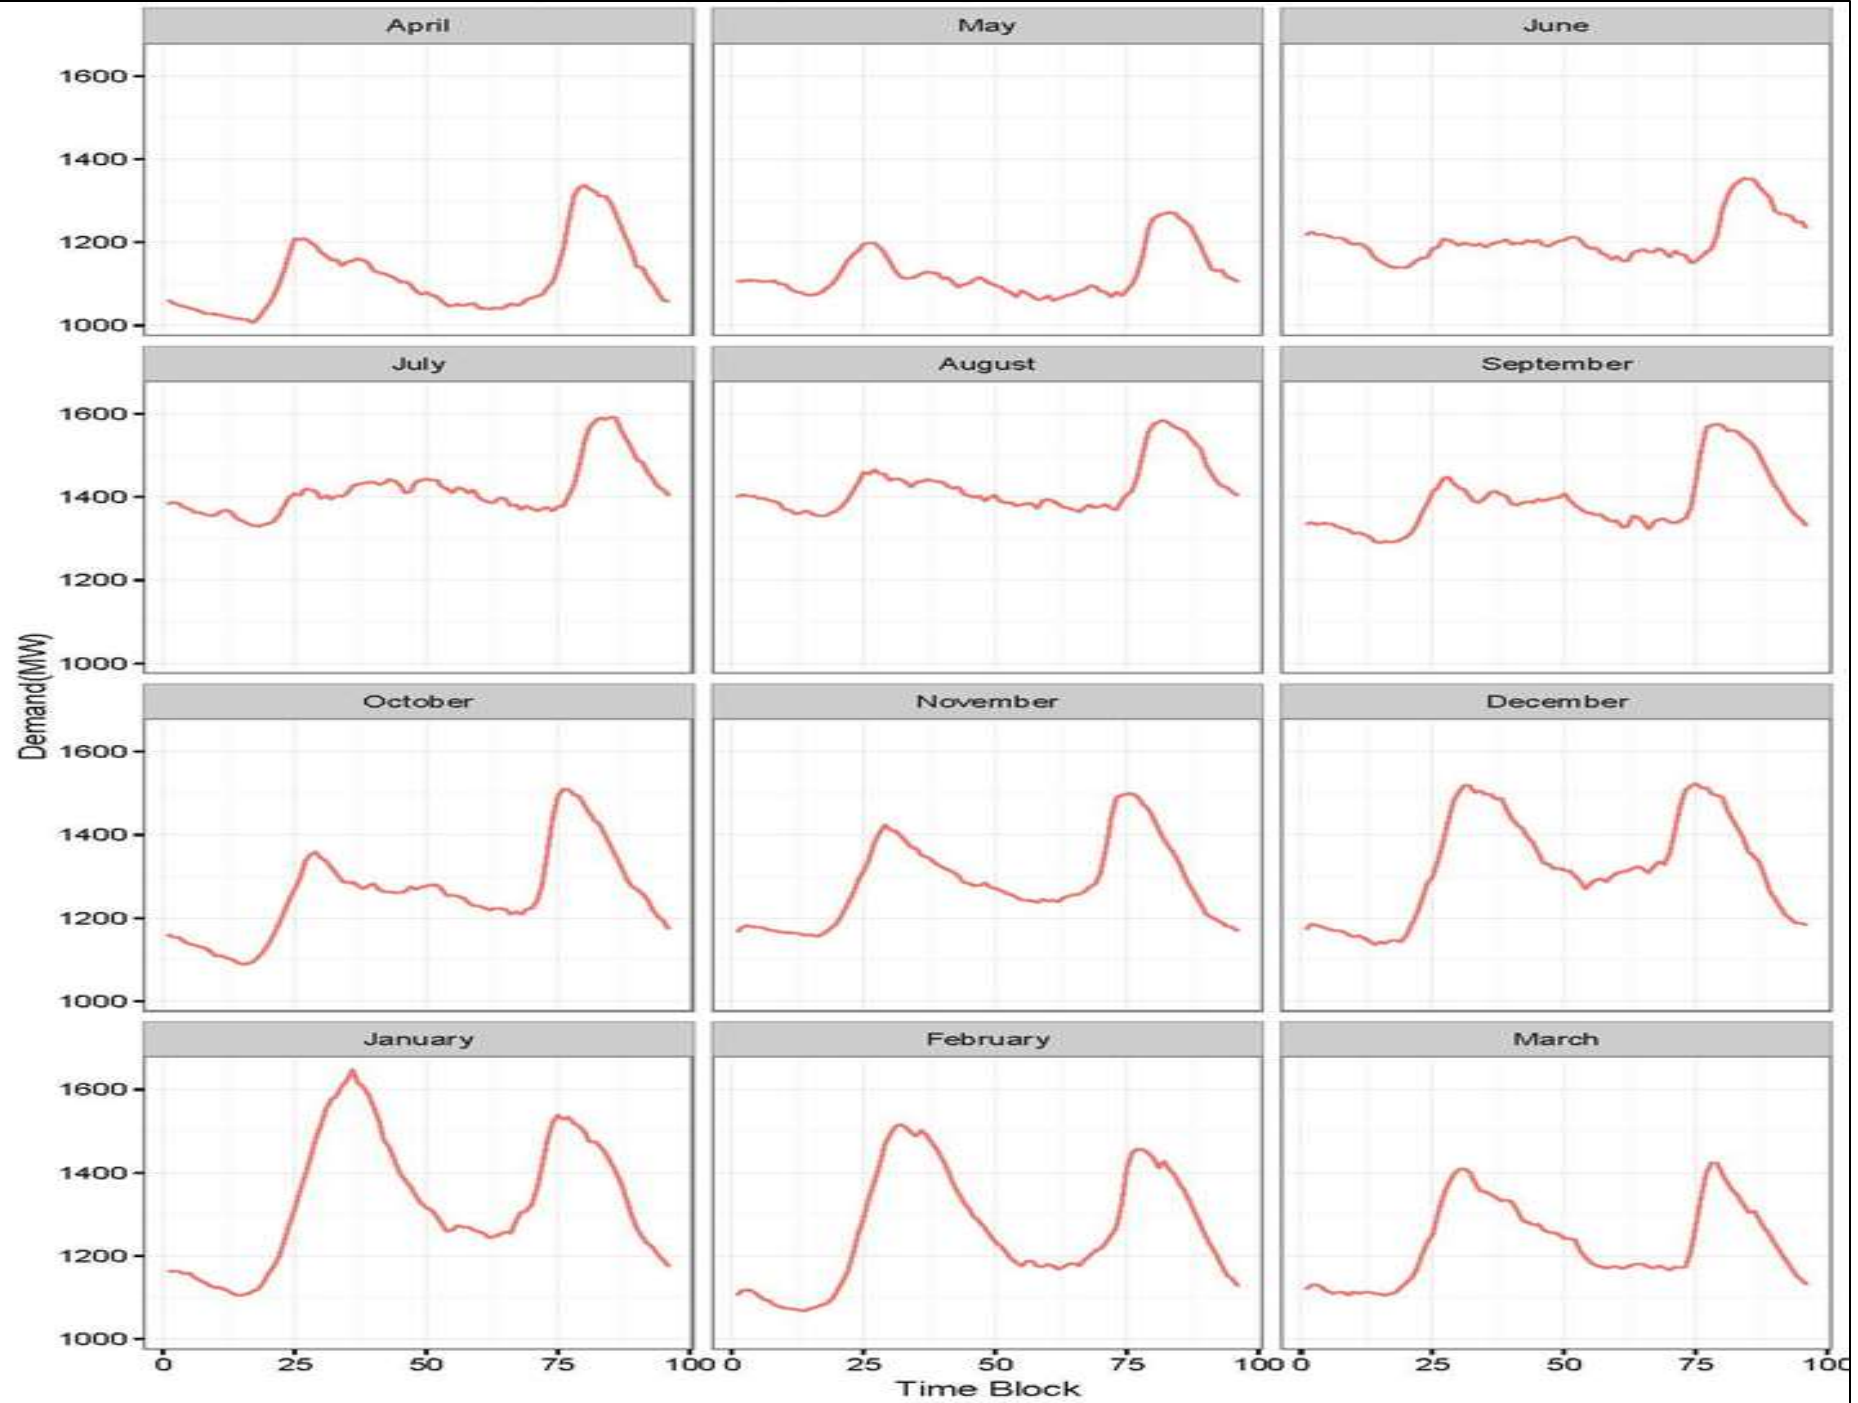 April May June
1600
1400
1200
1000
July August September
1600
1400
1200
1000
Demand(MW)
October November December
1600
1400
1200
1000
January February March
1600
1400
1200
1000
0 25 50 75 100 0 25 50 75 100 0 25 50 75 100
Time Block